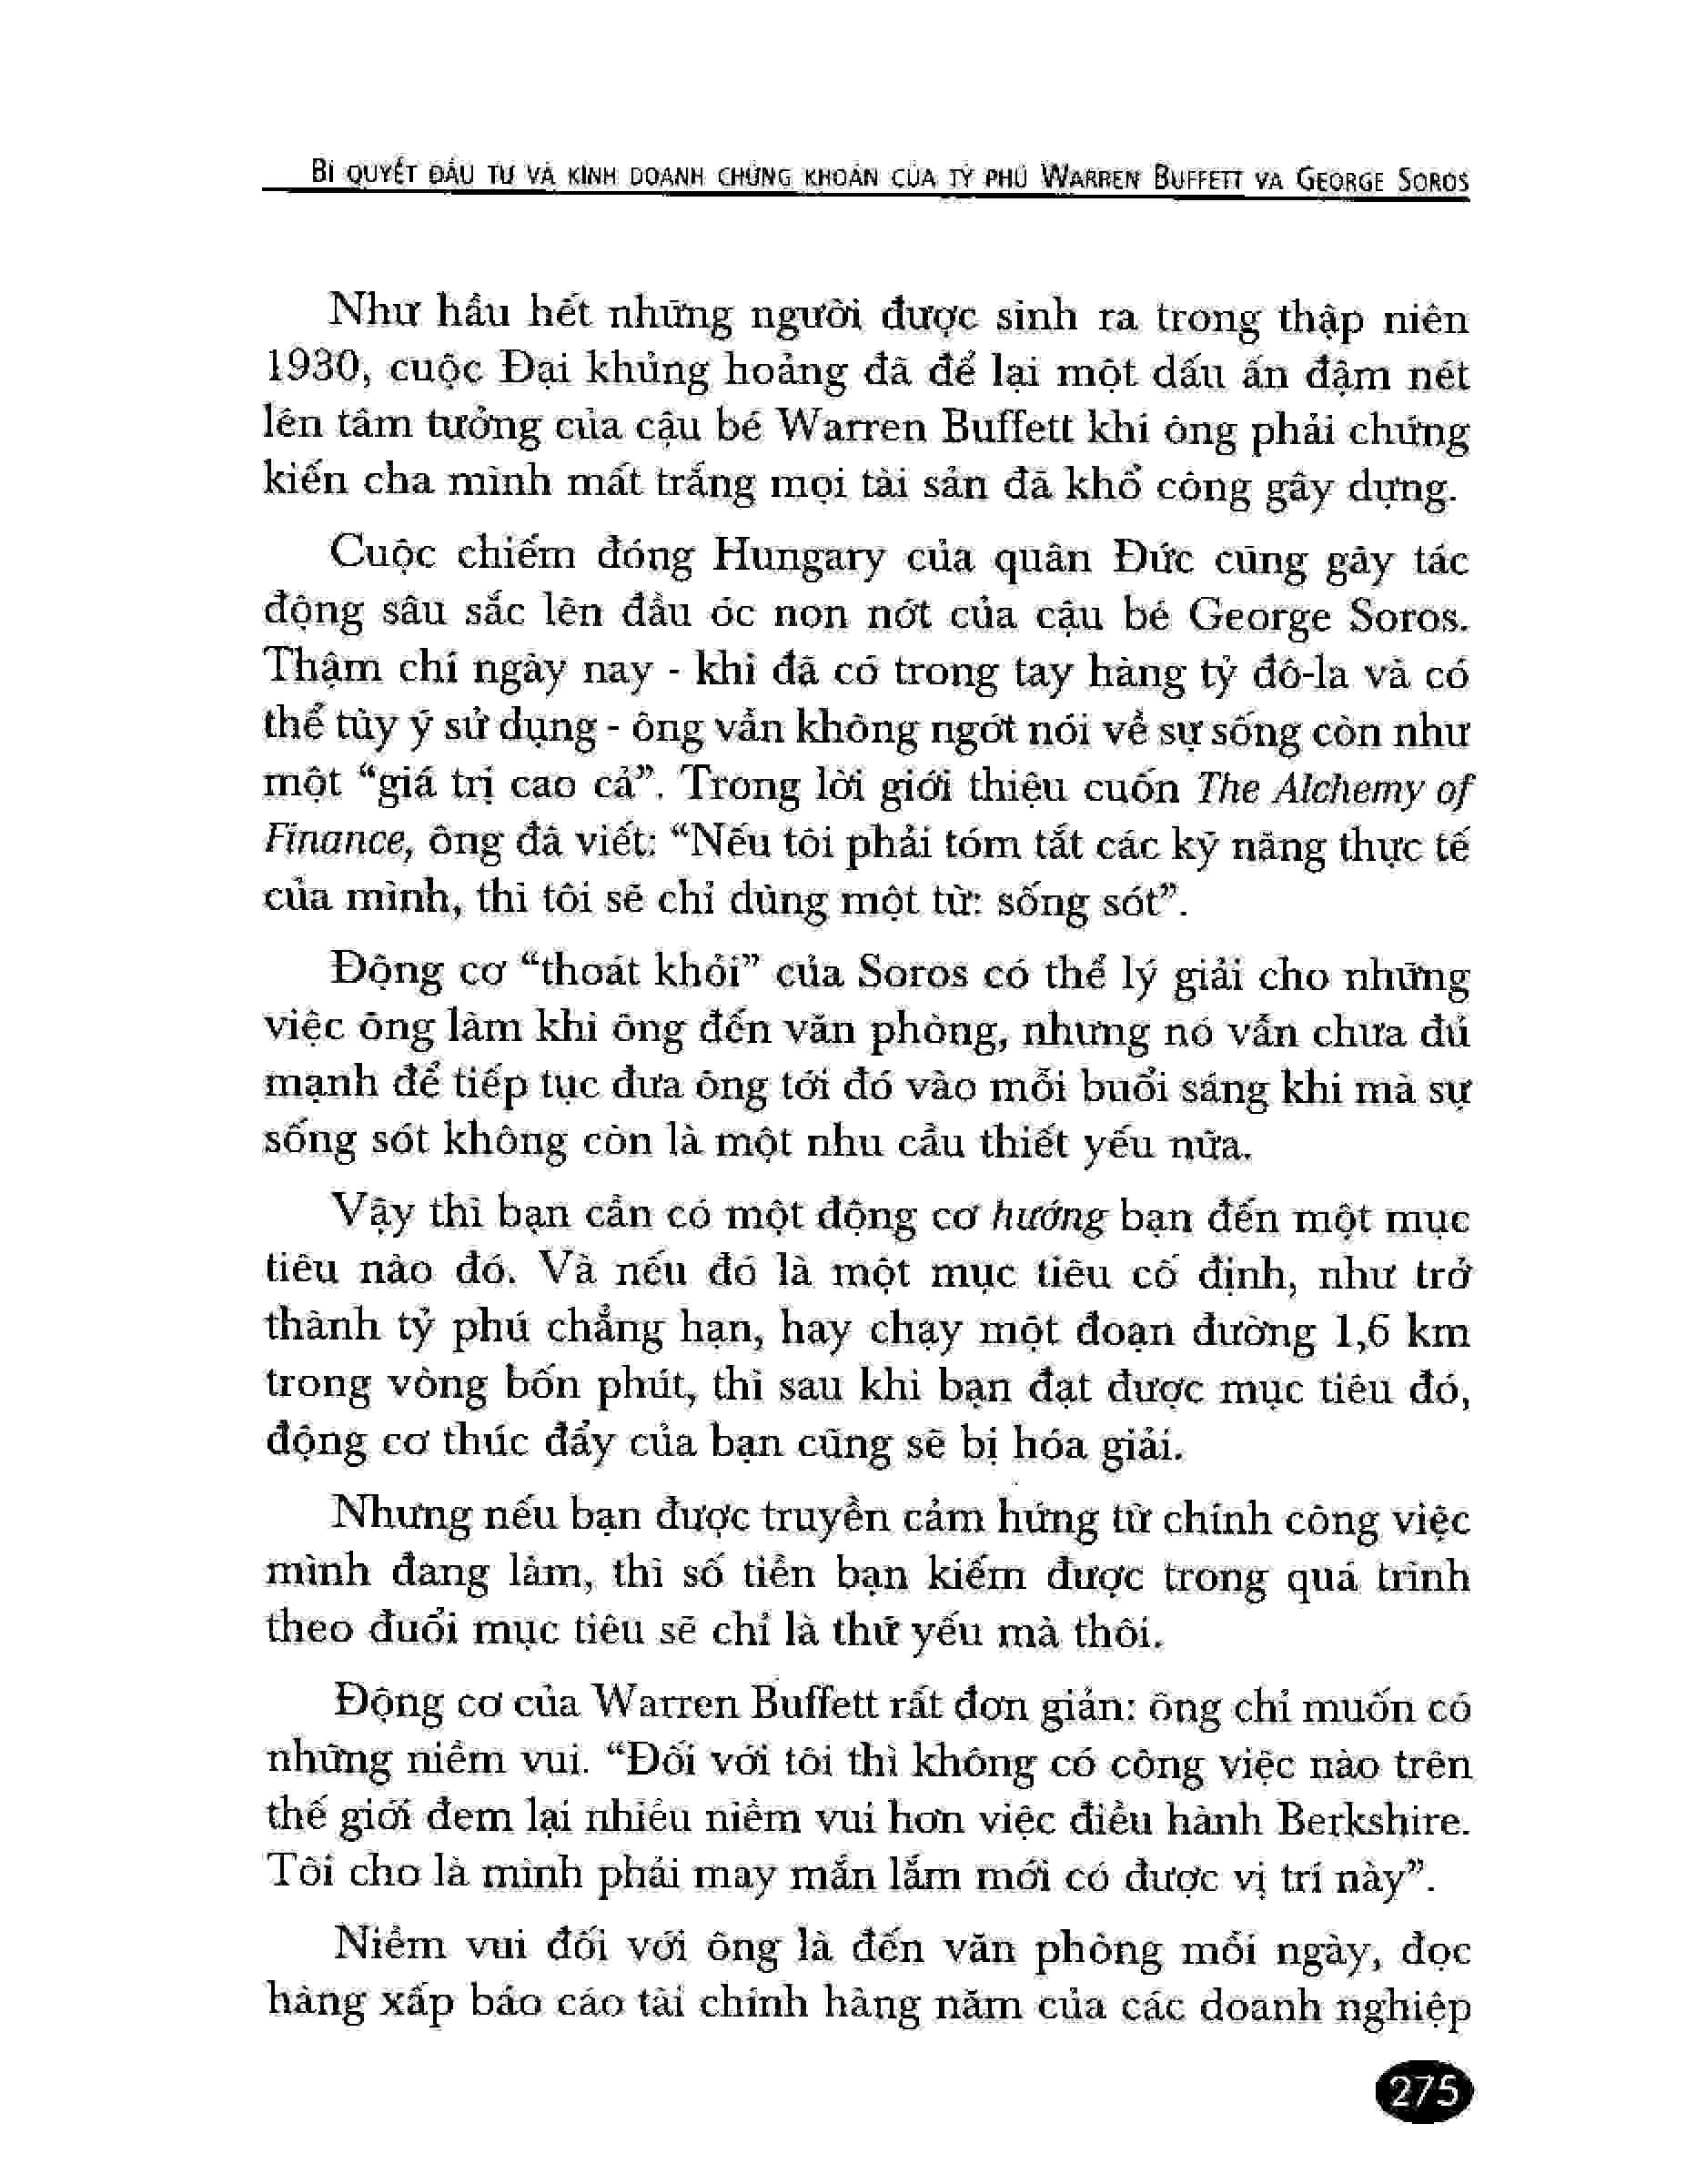 BÍ QUYẾT ĐẦU TƯ VÀ KINH DOANH CHỨNG KHOÁN CỦA TỶ PHÚ WARREN BUFFETT VÀ GEORGE SOROS
Như hầu hết những người được sinh ra trong thập niên
1930, cuộc Đại khủng hoảng đã để lại một dấu ấn đậm nét
lên tâm tưởng của cậu bé Warren Buffett khi ông phải chứng
kiến cha mình mất trắng mọi tài sản đã khổ công gây dựng.
Cuộc chiếm đóng Hungary của quân Đức cũng gây tác
động sâu sắc lên đầu óc non nớt của cậu bé George Soros.
Thậm chí ngày nay - khi đã có trong tay hàng tỷ đô-la và có
thể tùy ý sử dụng - ông vẫn không ngớt nói về sự sống còn như
một “giá trị cao cả”. Trong lời giới thiệu cuốn The Alchemy of
Finance, ông đã viết: “Nếu tôi phải tóm tắt các kỹ năng thực tế
của mình, thì tôi sẽ chỉ dùng một từ: sống sót”.
Động cơ “thoát khỏi” của Soros có thể lý giải cho những
việc ông làm khi ông đến văn phòng, nhưng nó vẫn chưa đủ
mạnh để tiếp tục đưa ông tới đó vào mỗi buổi sáng khi mà sự
sống sót không còn là một nhu cầu thiết yếu nữa.
Vậy thì bạn cần có một động cơ hướng bạn đến một mục
tiêu nào đó. Và nếu đó là một mục tiêu cố định, như trở
thành tỷ phú chẳng hạn, hay chạy một đoạn đường 1,6 km
trong vòng bốn phút, thì sau khi bạn đạt được mục tiêu đó,
động cơ thúc đẩy của bạn cũng sẽ bị hóa giải.
Nhưng nếu bạn được truyền cảm hứng từ chính công việc
mình đang làm, thì số tiền bạn kiếm được trong quá trình
theo đuổi mục tiêu sẽ chỉ là thứ yếu mà thôi.
Động cơ của Warren Buffett rất đơn giản: ông chỉ muốn có
những niềm vui. “Đối với tôi thì không có công việc nào trên
thế giới đem lại nhiều niềm vui hơn việc điều hành Berkshire.
Tôi cho là mình phải may mắn lắm mới có được vị trí này”.
Niềm vui đối với ông là đến văn phòng mỗi ngày, đọc
hàng xấp báo cáo tài chính hàng năm của các doanh nghiệp
275